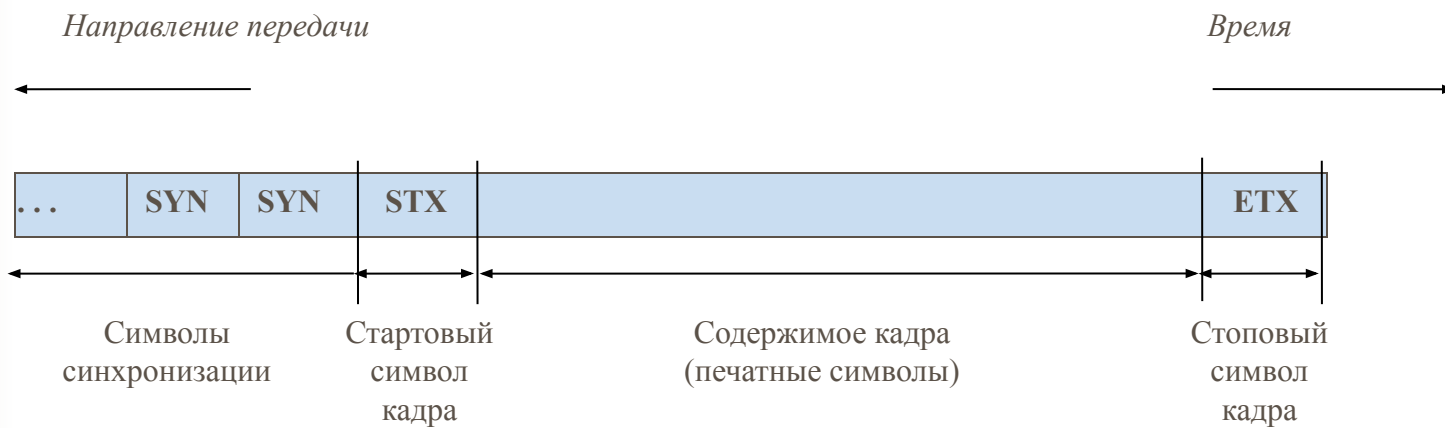 Направление передачи
Время
. . .
SYN
SYN
STX
ETX
Символы
синхронизации
Стартовый
символ
кадра
Содержимое кадра
(печатные символы)
Стоповый
символ
кадра